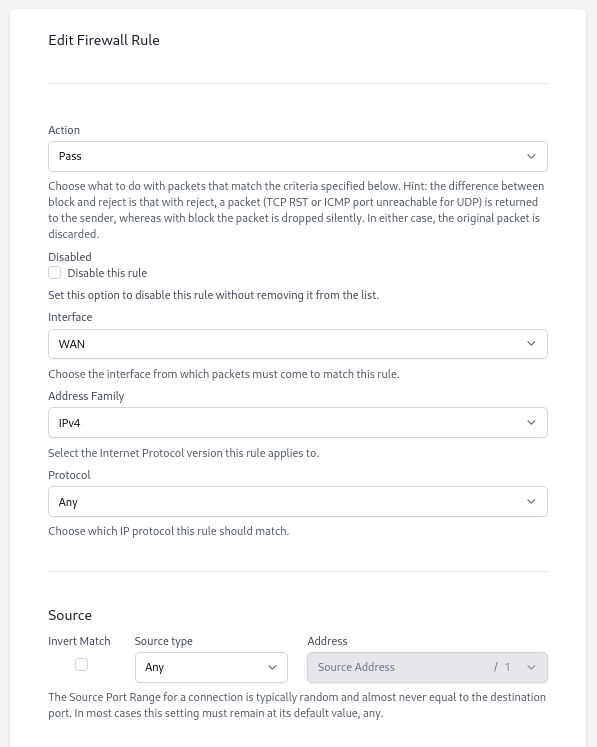 Edit Firewall Rule
Action
Pass
Choose what to do with packets that match the criteria specified below. Hint: the difference between
block and reject is that with reject, a packet (TCP RST or ICMP port unreachable for UDP) is returned
to the sender, whereas with block the packet is dropped silently. In either case, the original packet is
discarded.
Disabled
Disable this rule
Set this option to disable this rule without removing it from the list.
Interface
WAN
Choose the interface from which packets must come to match this rule.
Address Family
IPv4
Select the Internet Protocol version this rule applies to.
Protocol
Any
Choose which IP protocol this rule should match.
Source
Invert Match Source type Address
Any Source Address / 1
The Source Port Range for a connection is typically random and almost never equal to the destination
port. In most cases this setting must remain at its default value, any.